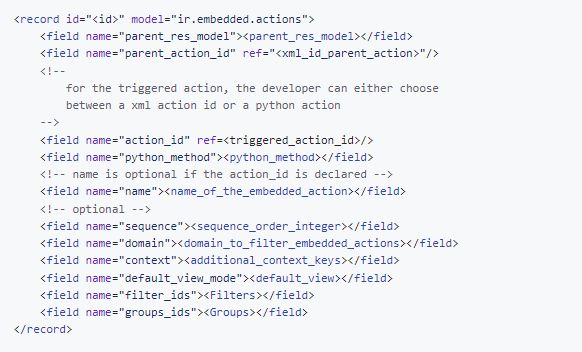 <record id="<id>" model="ir.embedded.actions">
    <field name="parent_res_model"><parent_res_model></field>
    <field name="parent_action_id" ref="<xml_id_parent_action>"/>
    <!--
        for the triggered action, the developer can either choose
        between a xml action id or a python action
    -->
    <field name="action_id" ref=<triggered_action_id>/>
    <field name="python_method"><python_method></field>
    <!-- name is optional if the action_id is declared -->
    <field name="name"><name_of_the_embedded_action></field>
    <!-- optional -->
    <field name="sequence"><sequence_order_integer></field>
    <field name="domain"><domain_to_filter_embedded_actions></field>
    <field name="context"><additional_context_keys></field>
    <field name="default_view_mode"><default_view></field>
    <field name="filter_ids"><Filters></field>
    <field name="groups_ids"><Groups></field>
</record>